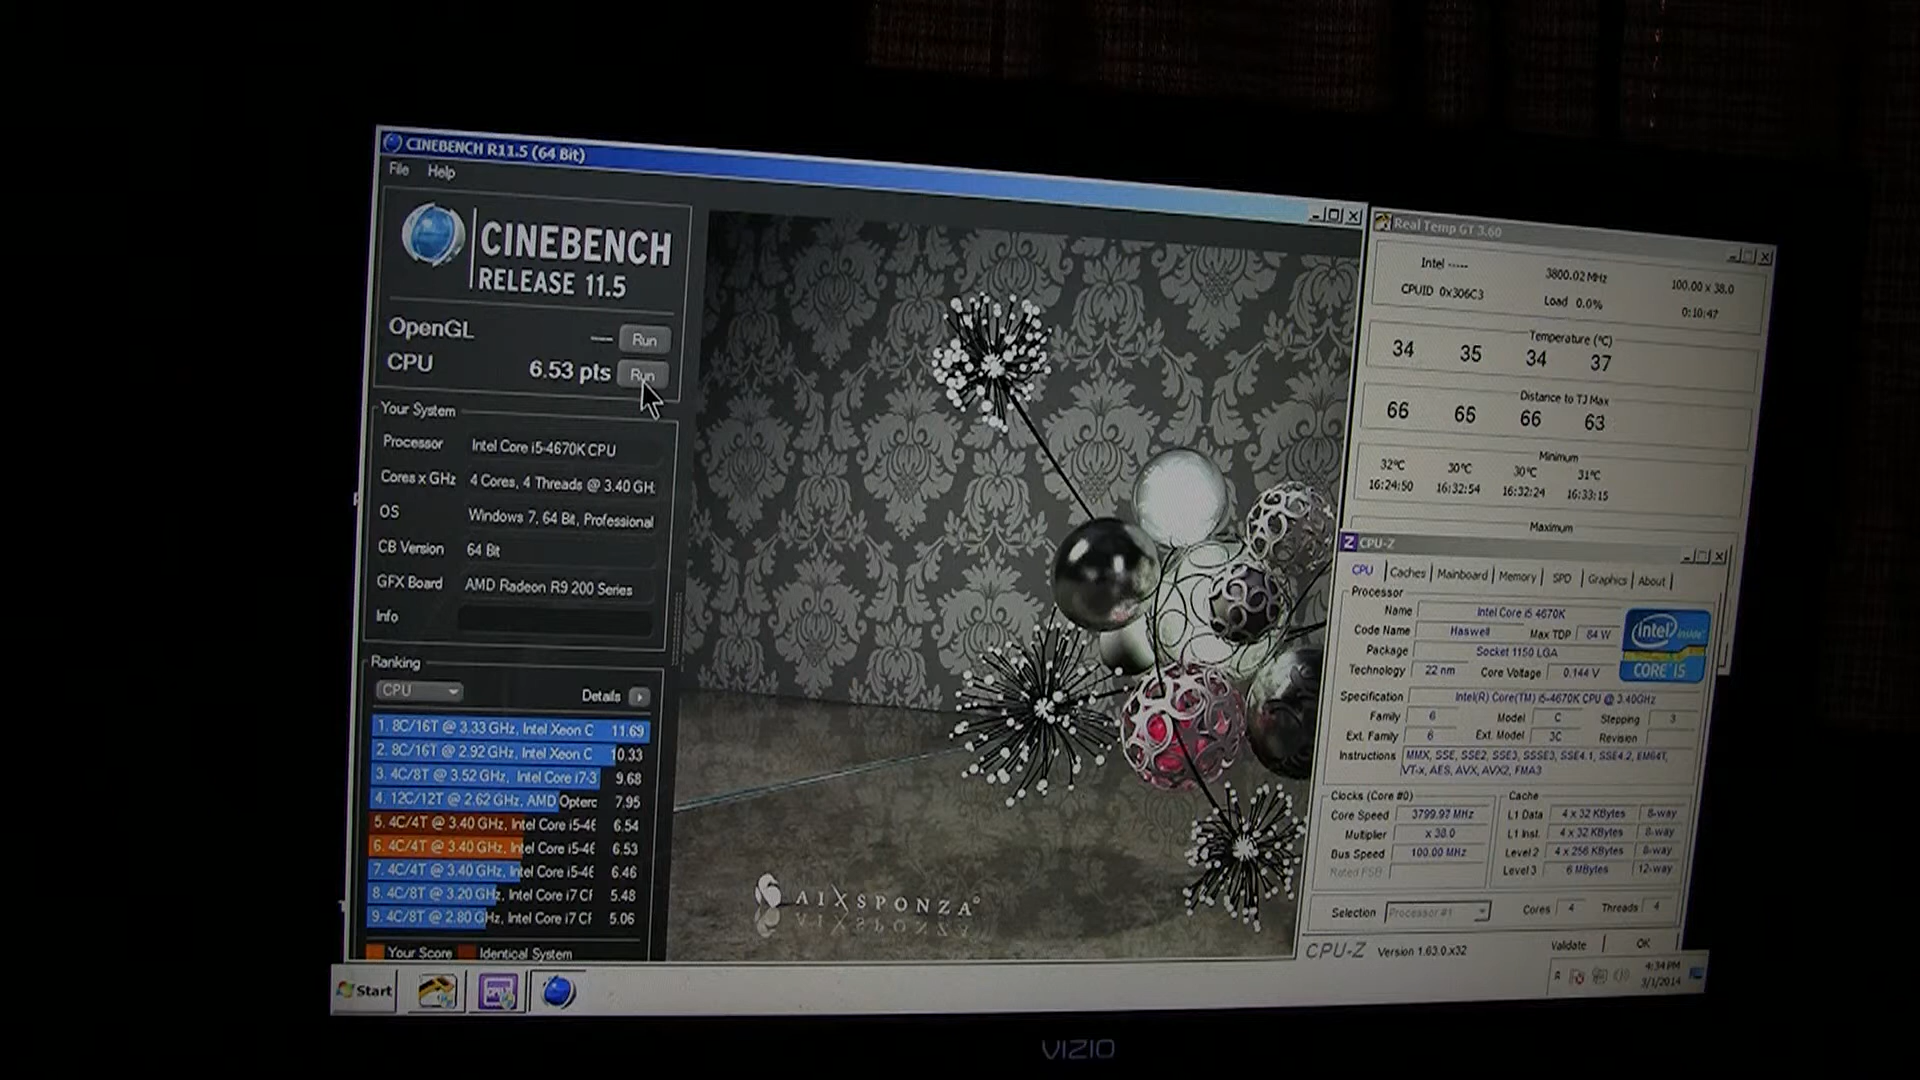 CINEBENCH R11.5 (64 Bit)
File Help
CINEBENCH
RELEASE 11.5
OpenGL --- Run
CPU 6.53 pts Run
Your System
Processor Intel Core i5-4670K CPU
Cores x GHz 4 Cores, 4 Threads @ 3.40 GH
OS Windows 7, 64 Bit, Professional
CB Version 64 Bit
GFX Board AMD Radeon R9 200 Series
Info
Ranking
CPU Details
1. 8C/16T @ 3.33 GHz, Intel Xeon C 11.69
2. 8C/16T @ 2.92 GHz, Intel Xeon C 10.33
3. 4C/8T @ 3.52 GHz, Intel Core i7-3 9.68
4. 12C/12T @ 2.62 GHz, AMD Opterc 7.95
5. 4C/4T @ 3.40 GHz, Intel Core i5-46 6.54
6. 4C/4T @ 3.40 GHz, Intel Core i5-46 6.53
7. 4C/4T @ 3.40 GHz, Intel Core i5-46 6.46
8. 4C/8T @ 3.20 GHz, Intel Core i7 CF 5.48
9. 4C/8T @ 2.80 GHz, Intel Core i7 CF 5.06
Your Score Identical System
AIXSPONZA
Real Temp GT 3.60
Intel ----- 3800.02 MHz 100.00 x 38.0
CPUID 0x306C3 Load 0.0% 0:10:47
Temperature (°C)
34 35 34 37
Distance to TJ Max
66 65 66 63
Minimum
32°C 30°C 30°C 31°C
16:24:50 16:32:54 16:32:24 16:33:15
Maximum
CPU-Z
CPU Caches Mainboard Memory SPD Graphics About
Processor
Name Intel Core i5 4670K
Code Name Haswell Max TDP 84 W
Package Socket 1150 LGA
Technology 22 nm Core Voltage 0.144 V
intel inside
CORE i5
Specification Intel(R) Core(TM) i5-4670K CPU @ 3.40GHz
Family 6 Model C Stepping 3
Ext. Family 6 Ext. Model 3C Revision
Instructions MMX, SSE, SSE2, SSE3, SSSE3, SSE4.1, SSE4.2, EM64T,
VT-x, AES, AVX, AVX2, FMA3
Clocks (Core #0)
Core Speed 3799.97 MHz
Multiplier x 38.0
Bus Speed 100.00 MHz
Rated FSB
Cache
L1 Data 4 x 32 KBytes 8-way
L1 Inst. 4 x 32 KBytes 8-way
Level 2 4 x 256 KBytes 8-way
Level 3 6 MBytes 12-way
Selection Processor #1 Cores 4 Threads 4
CPU-Z Version 1.63.0.x32 Validate OK
Start
4:34 PM
3/1/2014
VIZIO